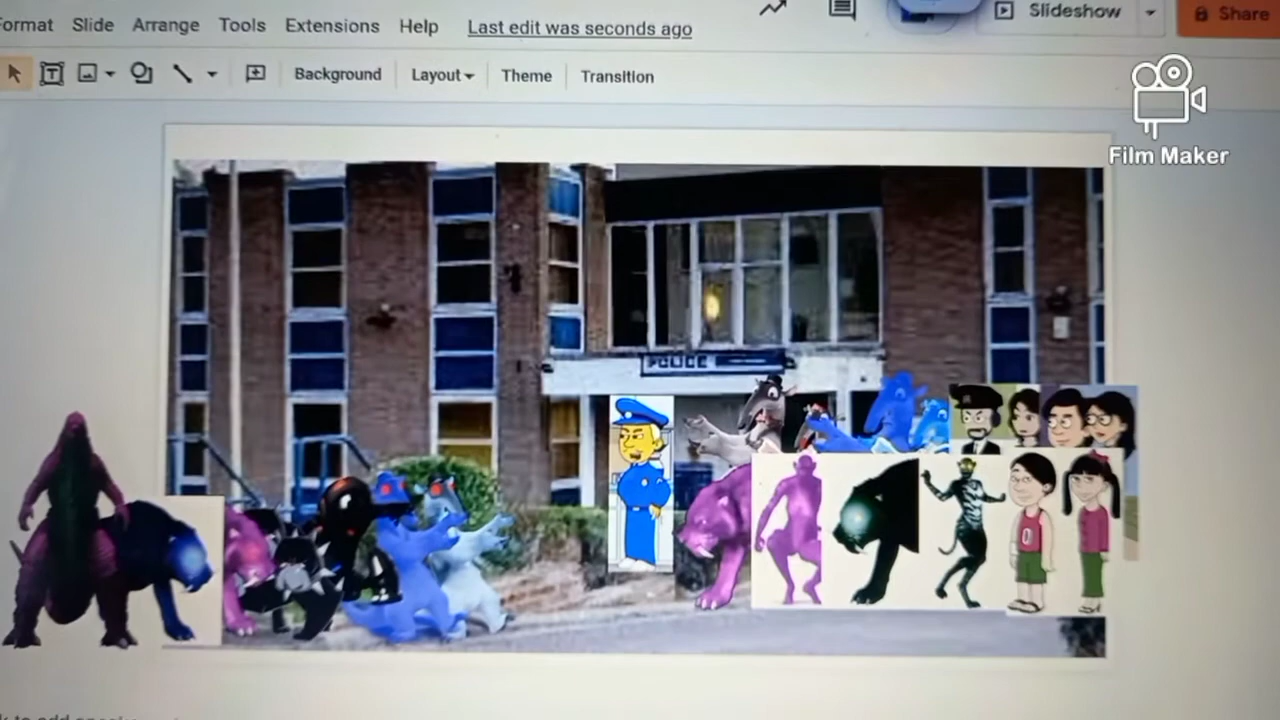 Format Slide Arrange Tools Extensions Help Last edit was seconds ago
Slideshow
Share
Background Layout Theme Transition
Film Maker
POLICE
0